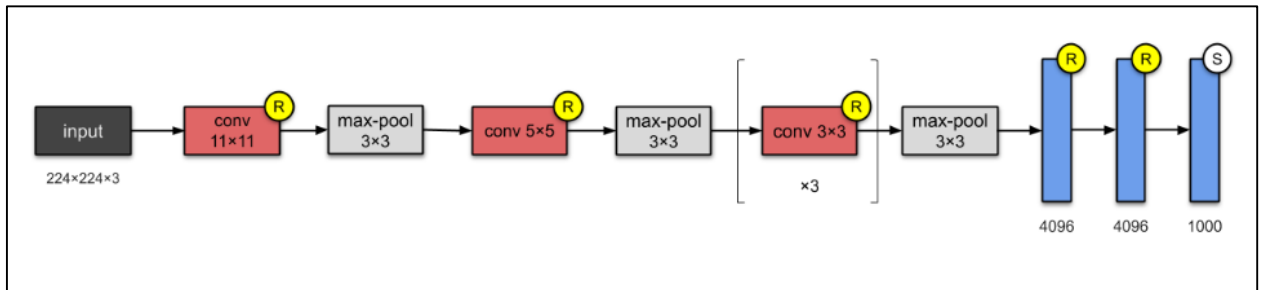 input
224×224×3
conv
11×11
R
max-pool
3×3
conv 5×5
R
max-pool
3×3
conv 3×3
R
×3
max-pool
3×3
R
4096
R
4096
S
1000